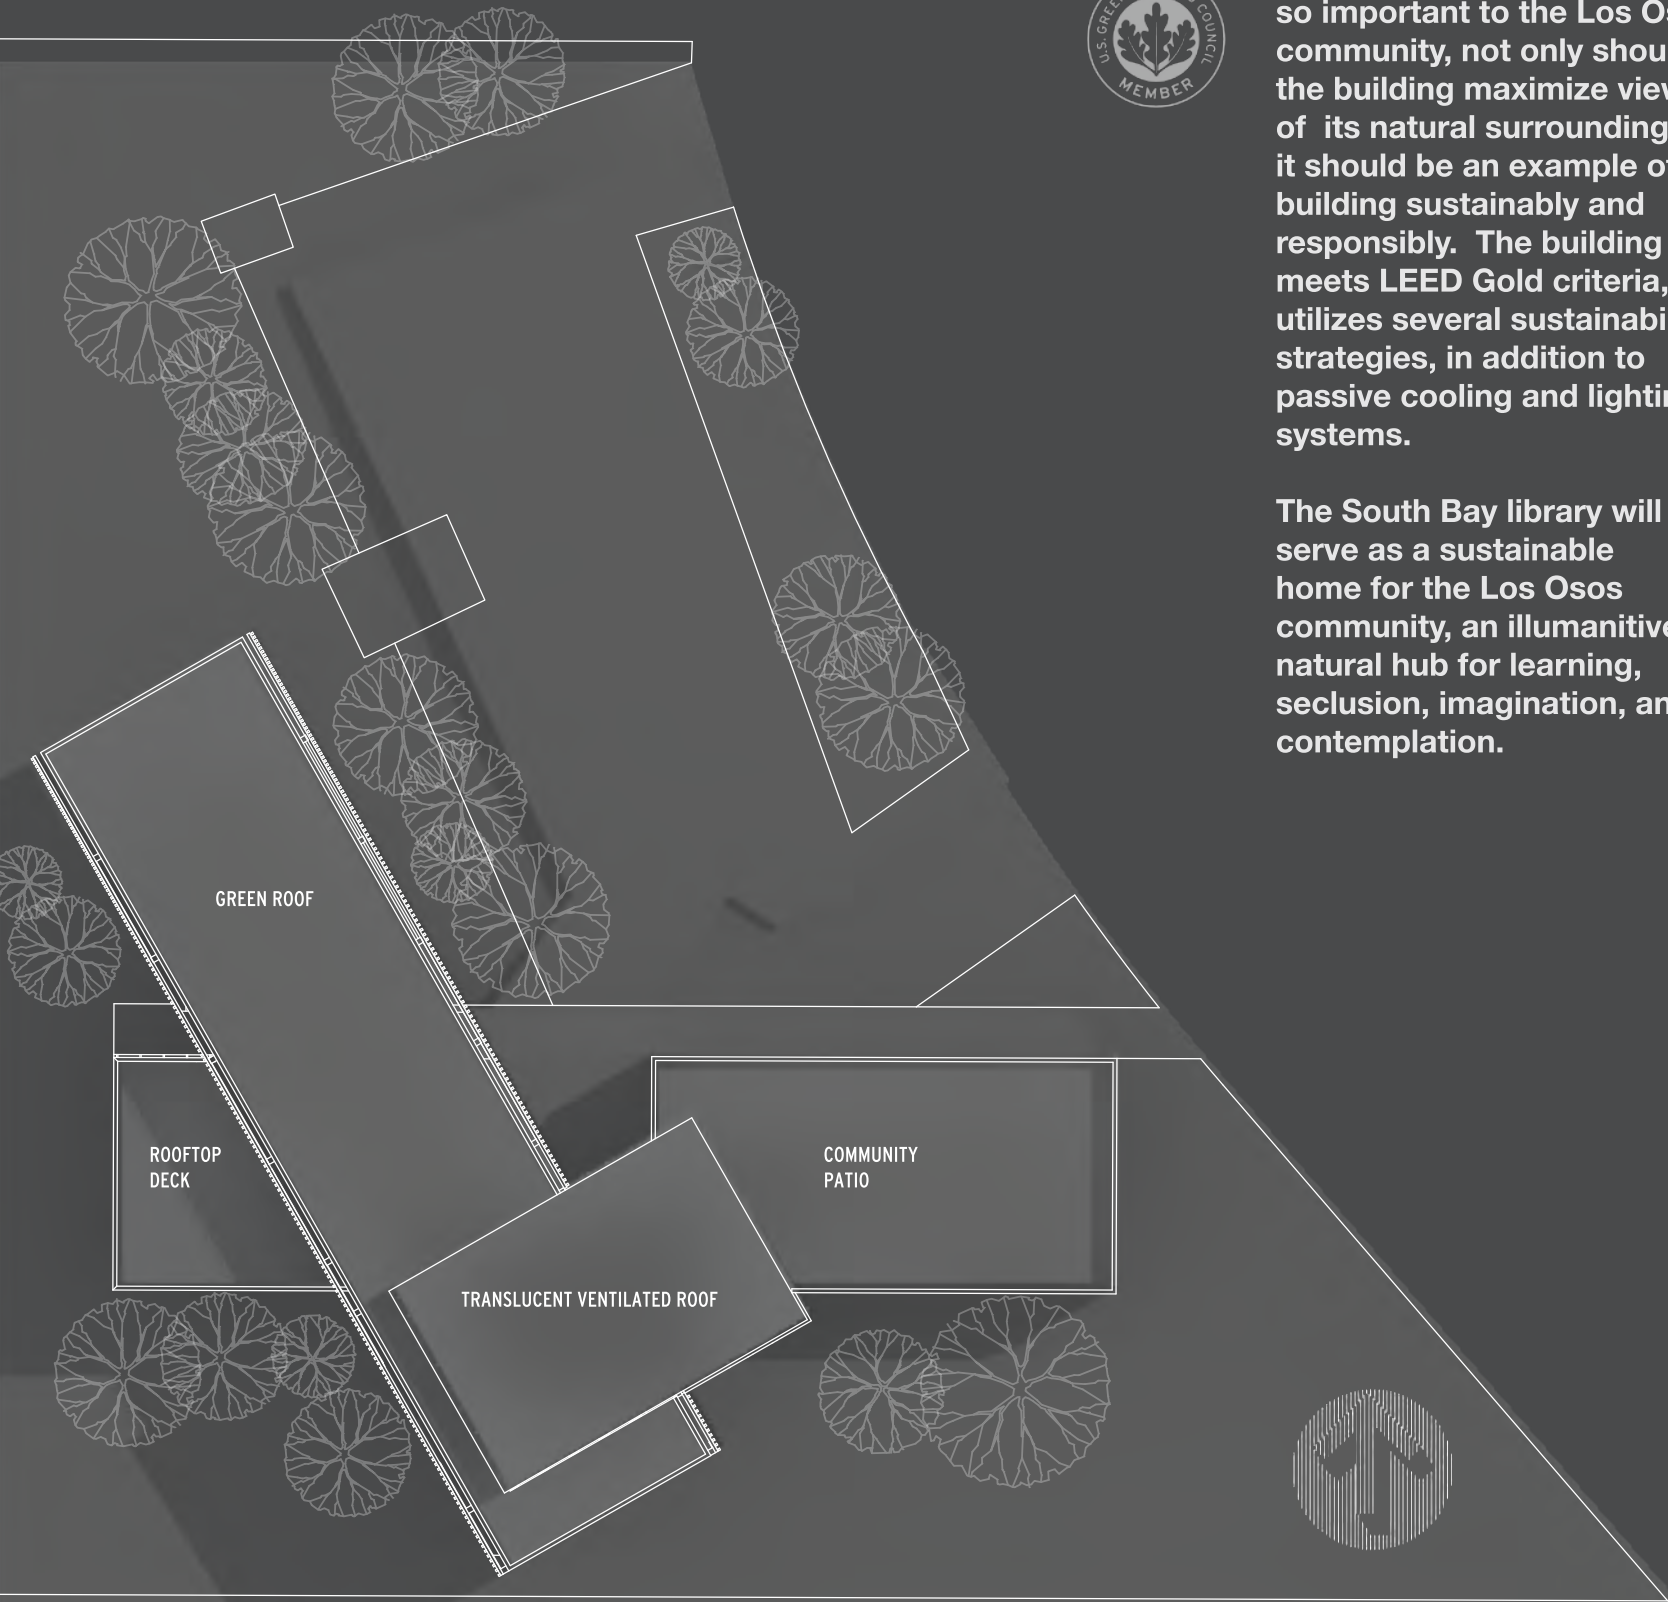 U.S. GREE
COUNCIL
MEMBER
so important to the Los Os
community, not only shou
the building maximize view
of its natural surrounding
it should be an example of
building sustainably and
responsibly. The building
meets LEED Gold criteria,
utilizes several sustainabi
strategies, in addition to
passive cooling and lightin
systems.
The South Bay library will
serve as a sustainable
home for the Los Osos
community, an illumanitive
natural hub for learning,
seclusion, imagination, an
contemplation.
GREEN ROOF
ROOFTOP
DECK
COMMUNITY
PATIO
TRANSLUCENT VENTILATED ROOF